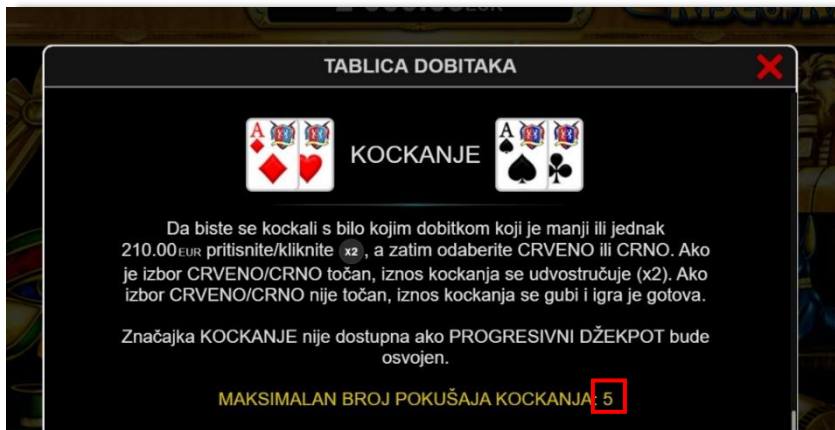 EUR
TABLICA DOBITAKA
A A KOCKANJE A A
Da biste se kockali s bilo kojim dobitkom koji je manji ili jednak
210.00EUR pritisnite/kliknite x2, a zatim odaberite CRVENO ili CRNO. Ako
je izbor CRVENO/CRNO točan, iznos kockanja se udvostručuje (x2). Ako
izbor CRVENO/CRNO nije točan, iznos kockanja se gubi i igra je gotova.
Značajka KOCKANJE nije dostupna ako PROGRESIVNI DŽEKPOT bude
osvojen.
MAKSIMALAN BROJ POKUŠAJA KOCKANJA: 5